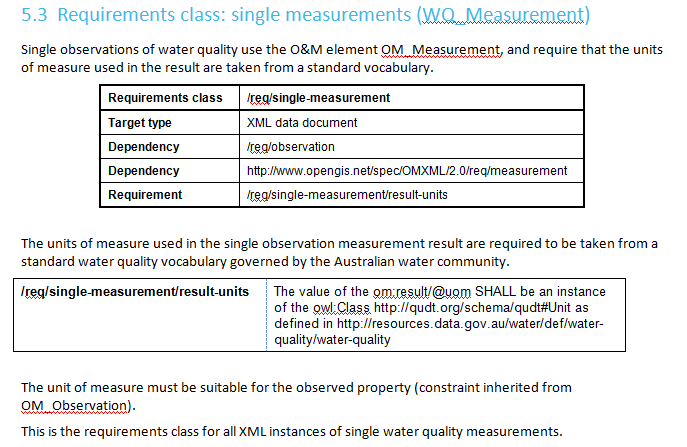 5.3 Requirements class: single measurements (WQ_Measurement)
Single observations of water quality use the O&M element OM_Measurement, and require that the units
of measure used in the result are taken from a standard vocabulary.
Requirements class /req/single-measurement
Target type XML data document
Dependency /req/observation
Dependency http://www.opengis.net/spec/OMXML/2.0/req/measurement
Requirement /req/single-measurement/result-units
The units of measure used in the single observation measurement result are required to be taken from a
standard water quality vocabulary governed by the Australian water community.
/req/single-measurement/result-units The value of the om:result/@uom SHALL be an instance
of the owl:Class http://qudt.org/schema/qudt#Unit as
defined in http://resources.data.gov.au/water/def/water-
quality/water-quality
The unit of measure must be suitable for the observed property (constraint inherited from
OM_Observation).
This is the requirements class for all XML instances of single water quality measurements.